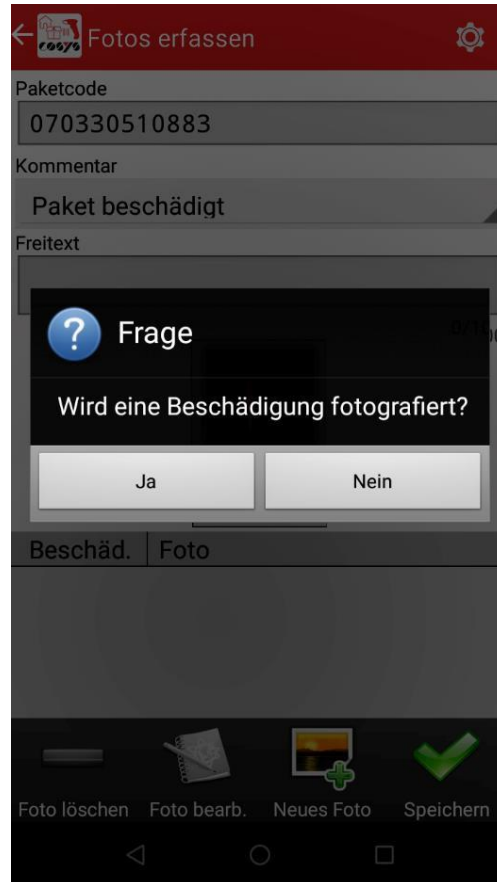 cosys
Fotos erfassen
Paketcode
070330510883
Kommentar
Paket beschädigt
Freitext
Frage
Wird eine Beschädigung fotografiert?
Ja
Nein
Beschäd.
Foto
Foto löschen
Foto bearb.
Neues Foto
Speichern